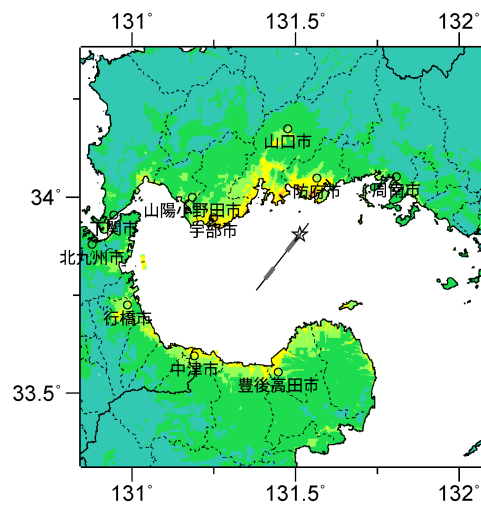 131°
131.5°
132°
山口市
防府市
周南市
34°
山陽小野田市
下関市
宇部市
北九州市
行橋市
中津市
豊後高田市
33.5°
131°
131.5°
132°